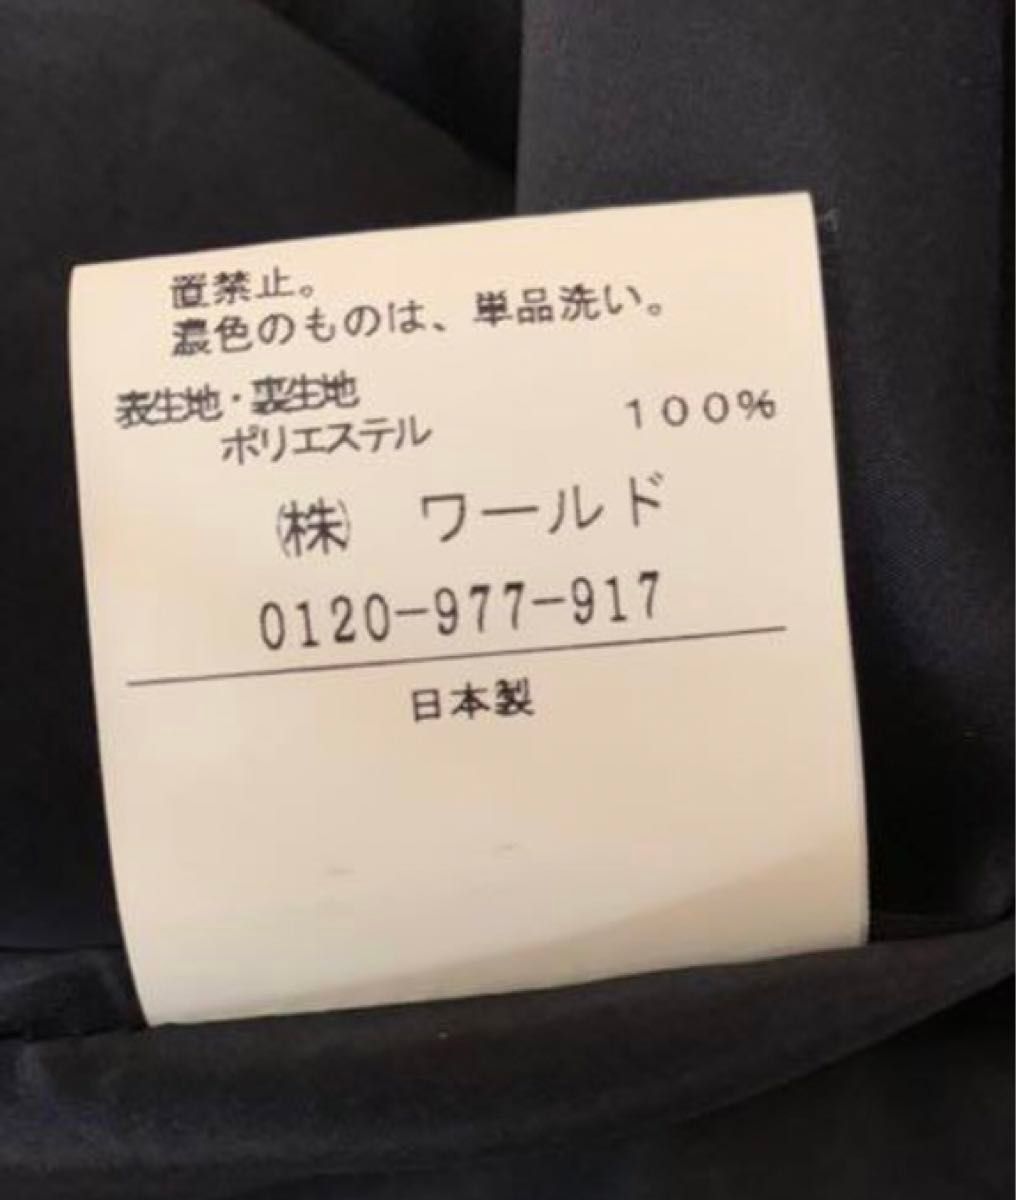 置禁止。
濃色のものは、単品洗い。
表生地・裏生地
ポリエステル　１００％
㈱　ワールド
0120-977-917
日本製